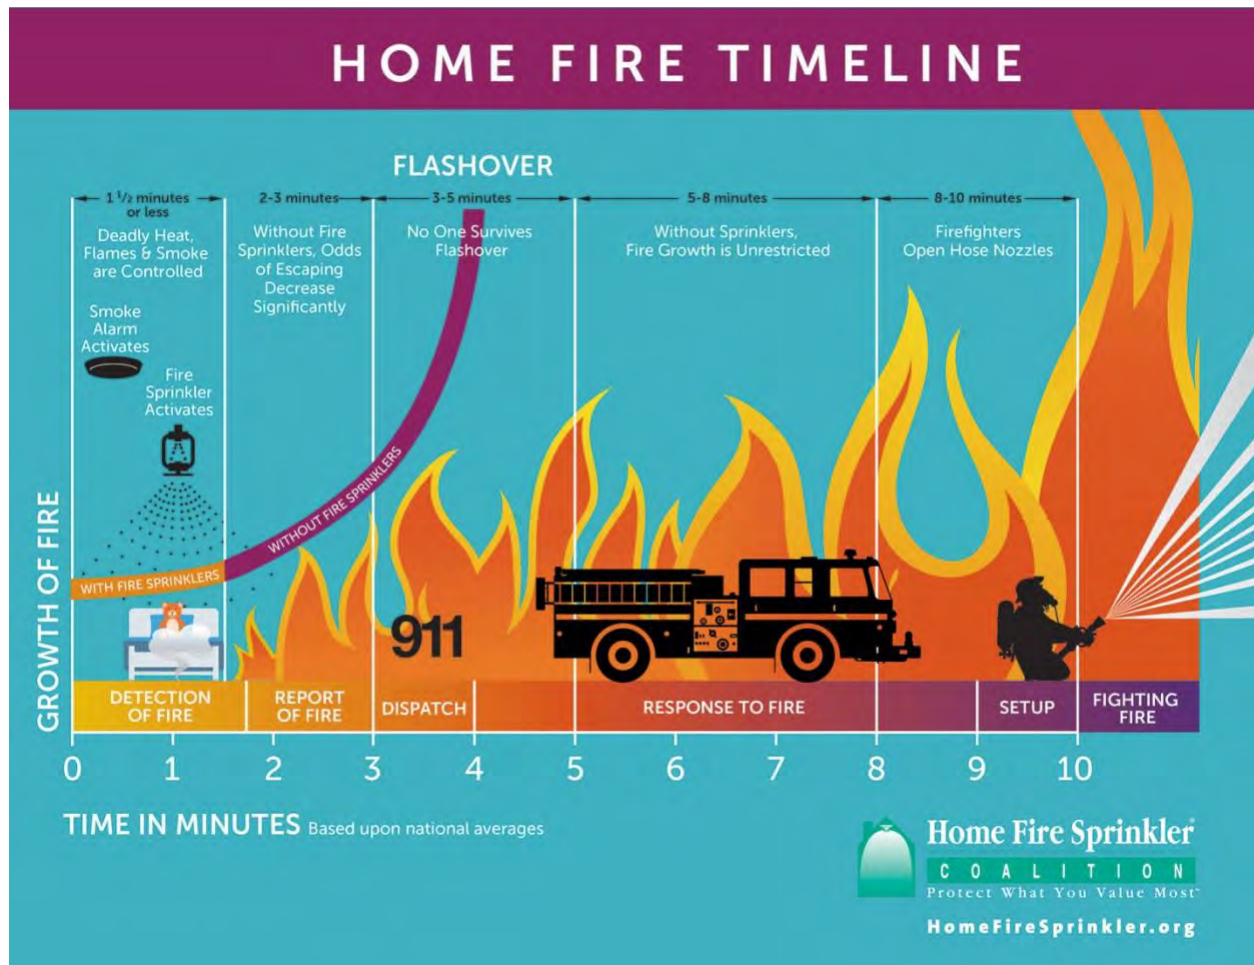 HOME FIRE TIMELINE
FLASHOVER
1 1/2 minutes
or less
2-3 minutes
3-5 minutes
5-8 minutes
8-10 minutes
Deadly Heat,
Flames & Smoke
are Controlled
Without Fire
Sprinklers, Odds
of Escaping
Decrease
Significantly
No One Survives
Flashover
Without Sprinklers,
Fire Growth is Unrestricted
Firefighters
Open Hose Nozzles
Smoke
Alarm
Activates
Fire
Sprinkler
Activates
WITH FIRE SPRINKLERS
WITHOUT FIRE SPRINKLERS
911
GROWTH OF FIRE
DETECTION
OF FIRE
REPORT
OF FIRE
DISPATCH
RESPONSE TO FIRE
SETUP
FIGHTING
FIRE
0 1 2 3 4 5 6 7 8 9 10
TIME IN MINUTES Based upon national averages
Home Fire Sprinkler®
COALITION
Protect What You Value Most℠
HomeFireSprinkler.org